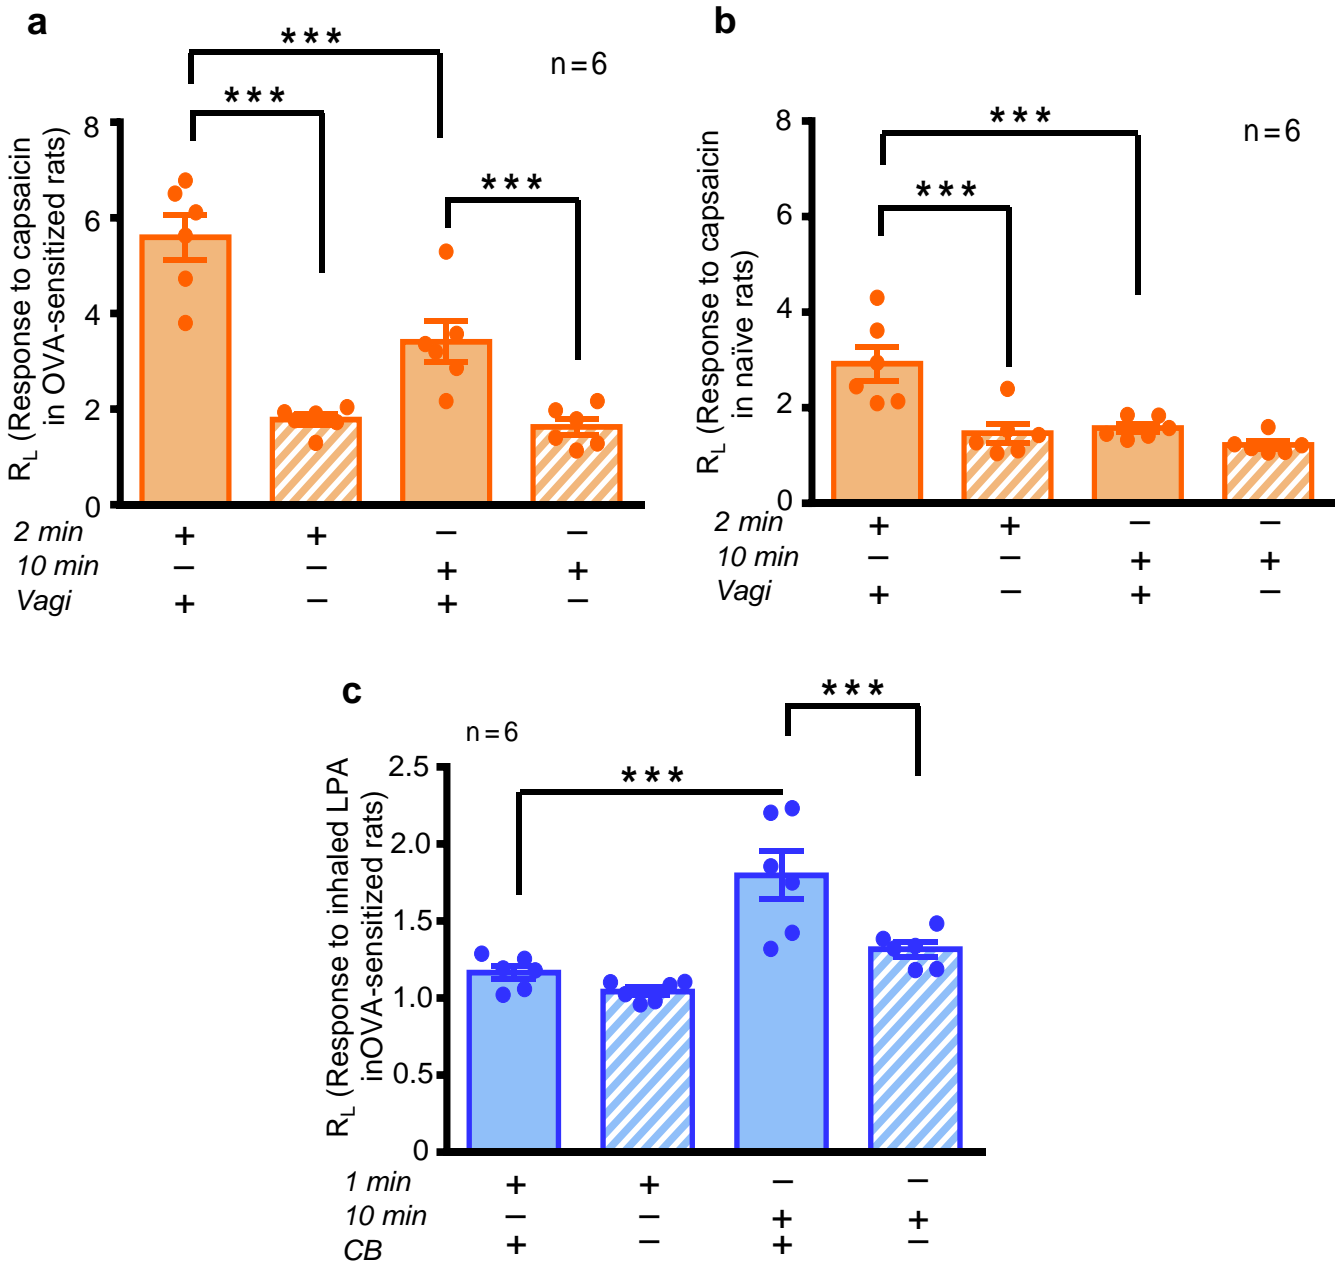 a
***
n=6
***
***
R_L (Response to capsaicin
in OVA-sensitized rats)
8
6
4
2
0
2 min + + − −
10 min − − + +
Vagi + − + −
b
***
n=6
***
R_L (Response to capsaicin
in naïve rats)
8
6
4
2
0
2 min + + − −
10 min − − + +
Vagi + − + −
c
***
n=6
***
R_L (Response to inhaled LPA
inOVA-sensitized rats)
2.5
2.0
1.5
1.0
0.5
0
1 min + + − −
10 min − − + +
CB + − + −